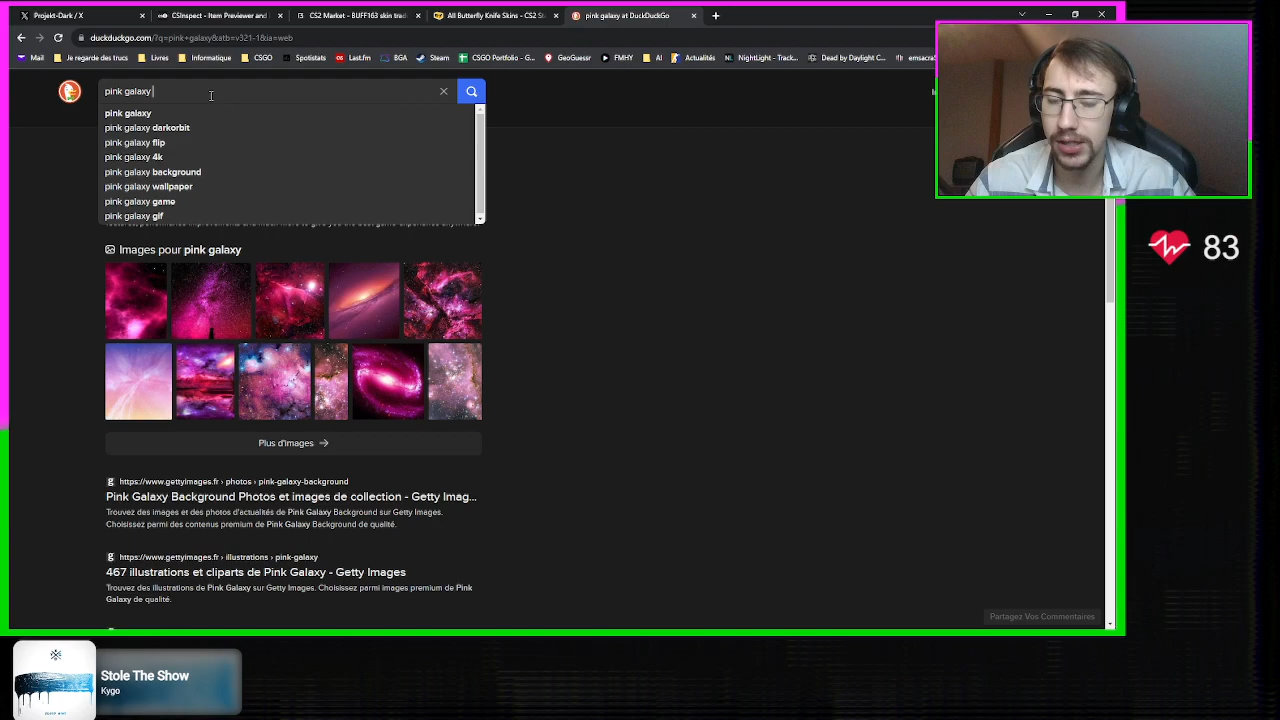 Projekt-Dark / X
CSInspect - Item Previewer and
CS2 Market - BUFF163 skin trad
All Butterfly Knife Skins - CS2 St
pink galaxy at DuckDuckGo
duckduckgo.com/?q=pink+galaxy&atb=v321-1&ia=web
Mail
Je regarde des trucs
Livres
Informatique
CSGO
Spotistats
Last.fm
BGA
Steam
CSGO Portfolio - G...
GeoGuessr
FMHY
AI
Actualités
NightLight - Track...
Dead by Daylight C...
emsacra
pink galaxy
pink galaxy
pink galaxy darkorbit
pink galaxy flip
pink galaxy 4k
pink galaxy background
pink galaxy wallpaper
pink galaxy game
pink galaxy gif
Images pour pink galaxy
Plus d'images
https://www.gettyimages.fr › photos › pink-galaxy-background
Pink Galaxy Background Photos et images de collection - Getty Imag...
Trouvez des images et des photos d'actualités de Pink Galaxy Background sur Getty Images.
Choisissez parmi des contenus premium de Pink Galaxy Background de qualité.
https://www.gettyimages.fr › illustrations › pink-galaxy
467 illustrations et cliparts de Pink Galaxy - Getty Images
Trouvez des illustrations de Pink Galaxy sur Getty Images. Choisissez parmi images premium de Pink
Galaxy de qualité.
Partagez Vos Commentaires
83
Stole The Show
Kygo